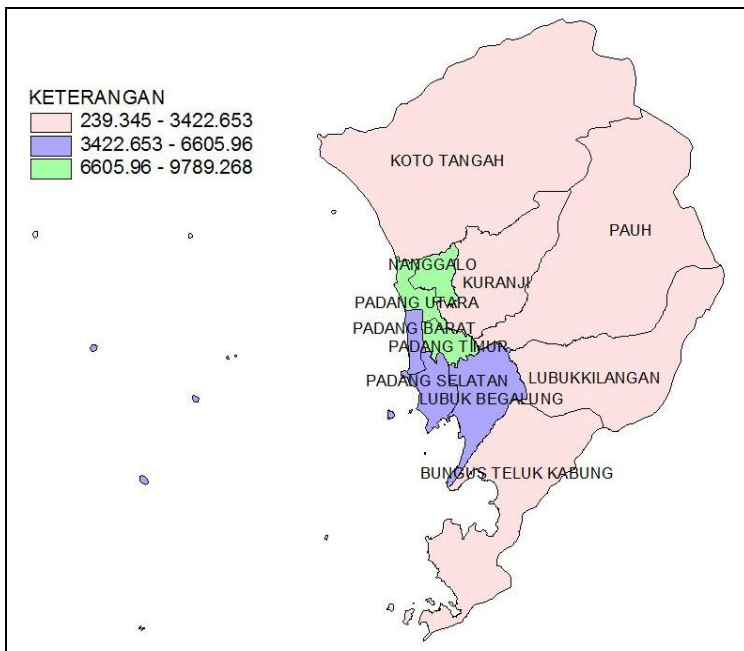 KETERANGAN
239.345 - 3422.653
3422.653 - 6605.96
6605.96 - 9789.268
KOTO TANGAH
PAUH
NANGGALO
KURANJI
PADANG UTARA
PADANG BARAT
PADANG TIMUR
PADANG SELATAN
LUBUKKILANGAN
LUBUK BEGALUNG
BUNGUS TELUK KABUNG